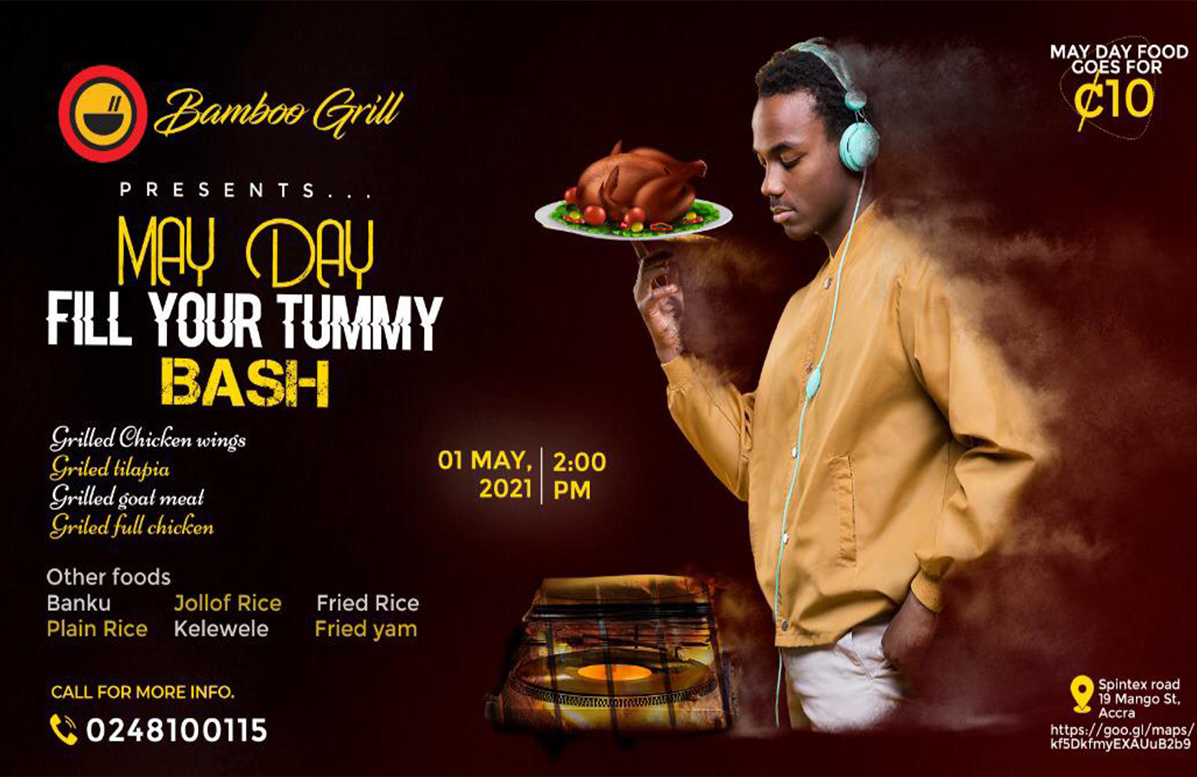 Bamboo Grill
PRESENTS...
MAY DAY
FILL YOUR TUMMY
BASH
Grilled Chicken wings
Griled tilapia
Grilled goat meat
Griled full chicken
Other foods
Banku Jollof Rice Fried Rice
Plain Rice Kelewele Fried yam
CALL FOR MORE INFO.
0248100115
01 MAY, 2:00
2021 PM
MAY DAY FOOD
GOES FOR
₵10
Spintex road
19 Mango St,
Accra
https://goo.gl/maps/
kf5DkfmyEXAUuB2b9